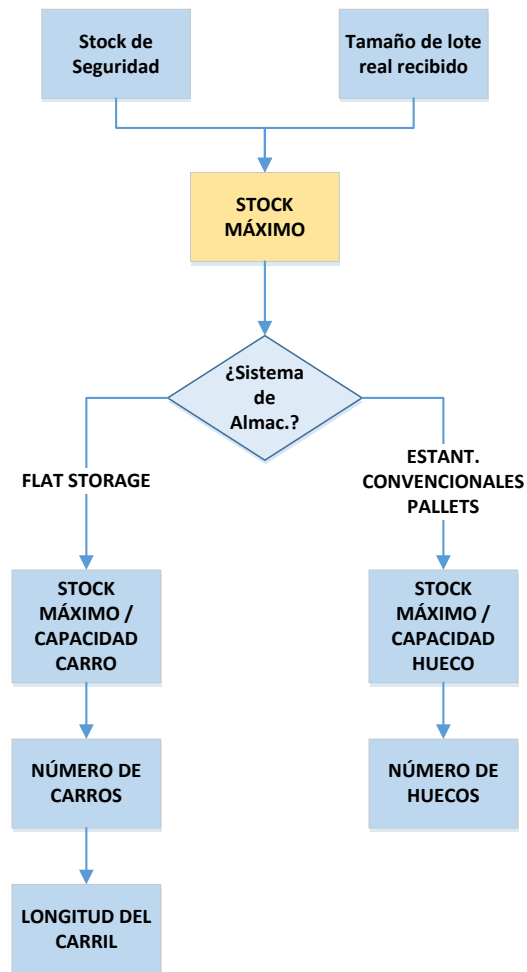 Stock de
Seguridad
Tamaño de lote
real recibido
STOCK
MÁXIMO
¿Sistema
de
Almac.?
FLAT STORAGE
ESTANT.
CONVENCIONALES
PALLETS
STOCK
MÁXIMO /
CAPACIDAD
CARRO
STOCK
MÁXIMO /
CAPACIDAD
HUECO
NÚMERO DE
CARROS
NÚMERO DE
HUECOS
LONGITUD DEL
CARRIL